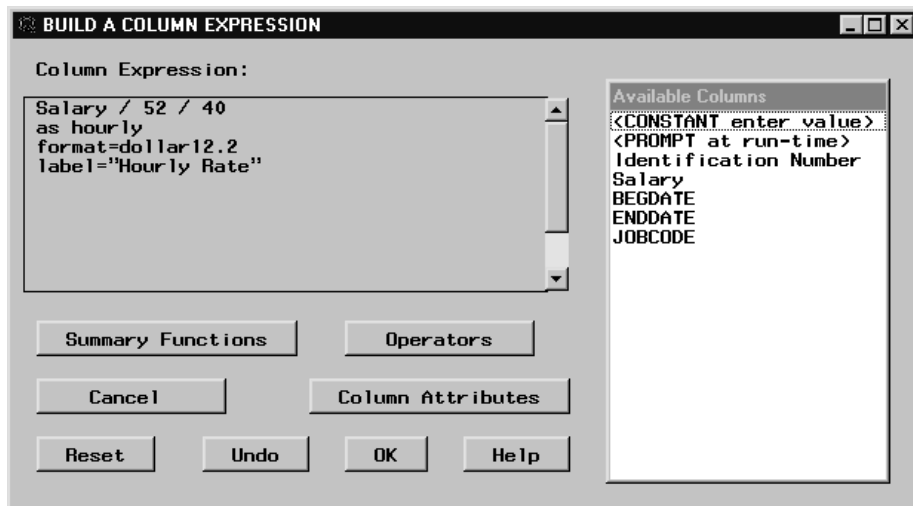 BUILD A COLUMN EXPRESSION
Column Expression:
Salary / 52 / 40
as hourly
format=dollar12.2
label="Hourly Rate"
Available Columns
<CONSTANT enter value>
<PROMPT at run-time>
Identification Number
Salary
BEGDATE
ENDDATE
JOBCODE
Summary Functions
Operators
Cancel
Column Attributes
Reset
Undo
OK
Help